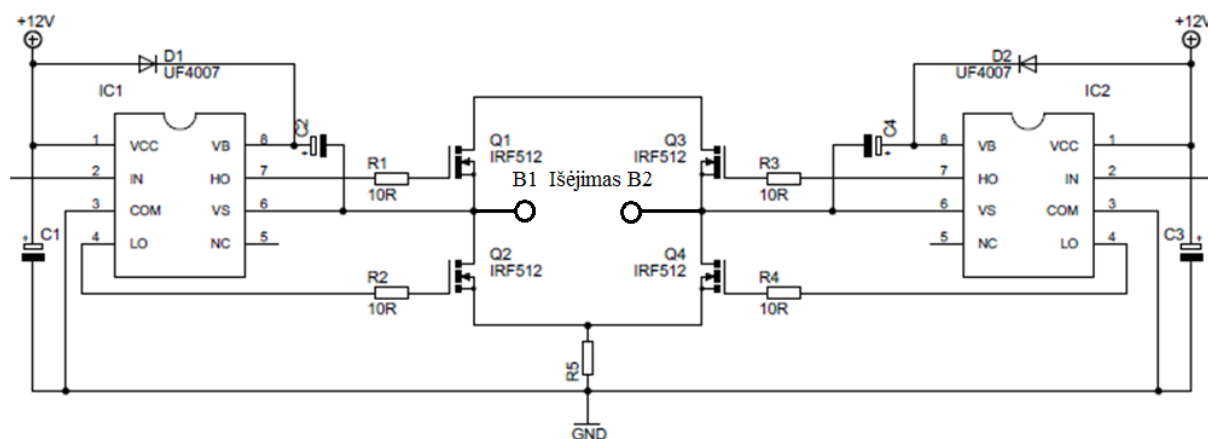 +12V
+12V
D1
UF4007
D2
UF4007
IC1
IC2
C2
C4
1 VCC VB 8
2 IN HO 7
3 COM VS 6
4 LO NC 5
8 VB VCC 1
7 HO IN 2
6 VS COM 3
5 NC LO 4
Q1
IRF512
Q3
IRF512
R1
10R
R3
10R
B1 Išėjimas B2
C1
C3
Q2
IRF512
Q4
IRF512
R2
10R
R4
10R
R5
GND